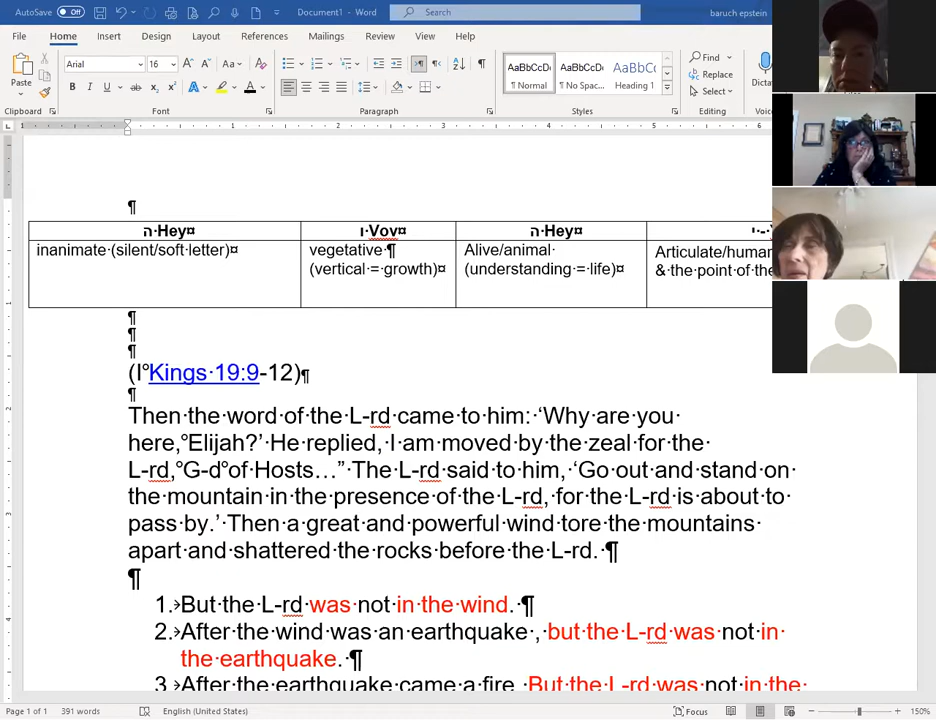 AutoSave Off Document1 - Word Search baruch epstein
File Home Insert Design Layout References Mailings Review View Help
Arial 16 Find
Paste Replace
Select
AaBbCcDc AaBbCcDc AaBbCc
Normal No Spac... Heading 1
Clipboard Font Paragraph Styles Editing
ה Hey ו Vov ה Hey י -
inanimate (silent/soft letter) vegetative Alive/animal Articulate/human
(vertical = growth) (understanding = life) & the point of the
(I Kings 19:9-12)
Then the word of the L-rd came to him: ‘Why are you
here, Elijah?’ He replied, I am moved by the zeal for the
L-rd, G-d of Hosts…” The L-rd said to him, ‘Go out and stand on
the mountain in the presence of the L-rd, for the L-rd is about to
pass by.’ Then a great and powerful wind tore the mountains
apart and shattered the rocks before the L-rd.
1. But the L-rd was not in the wind.
2. After the wind was an earthquake , but the L-rd was not in
the earthquake.
3. After the earthquake came a fire. But the L-rd was not in the
Page 1 of 1 391 words English (United States) Focus 150%